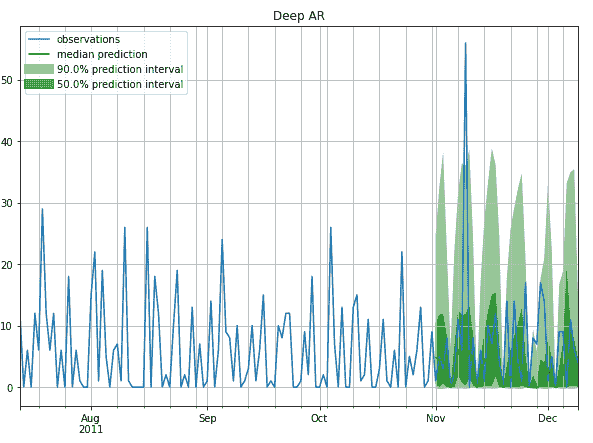 Deep AR
observations
median prediction
90.0% prediction interval
50.0% prediction interval
50
40
30
20
10
0
Aug Sep Oct Nov Dec
2011